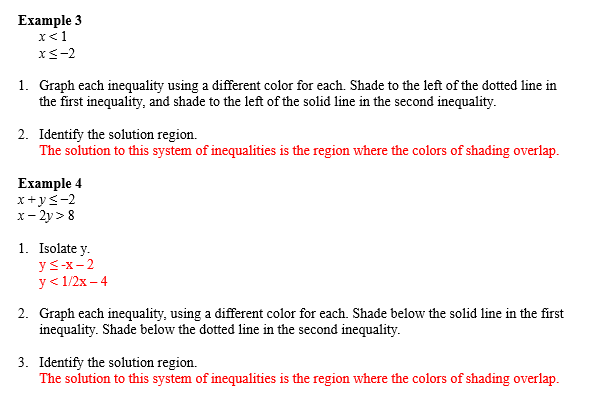 Example 3
x < 1
x ≤ −2
1. Graph each inequality using a different color for each. Shade to the left of the dotted line in
the first inequality, and shade to the left of the solid line in the second inequality.
2. Identify the solution region.
The solution to this system of inequalities is the region where the colors of shading overlap.
Example 4
x + y ≤ −2
x − 2y > 8
1. Isolate y.
y ≤ -x – 2
y < 1/2x – 4
2. Graph each inequality, using a different color for each. Shade below the solid line in the first
inequality. Shade below the dotted line in the second inequality.
3. Identify the solution region.
The solution to this system of inequalities is the region where the colors of shading overlap.